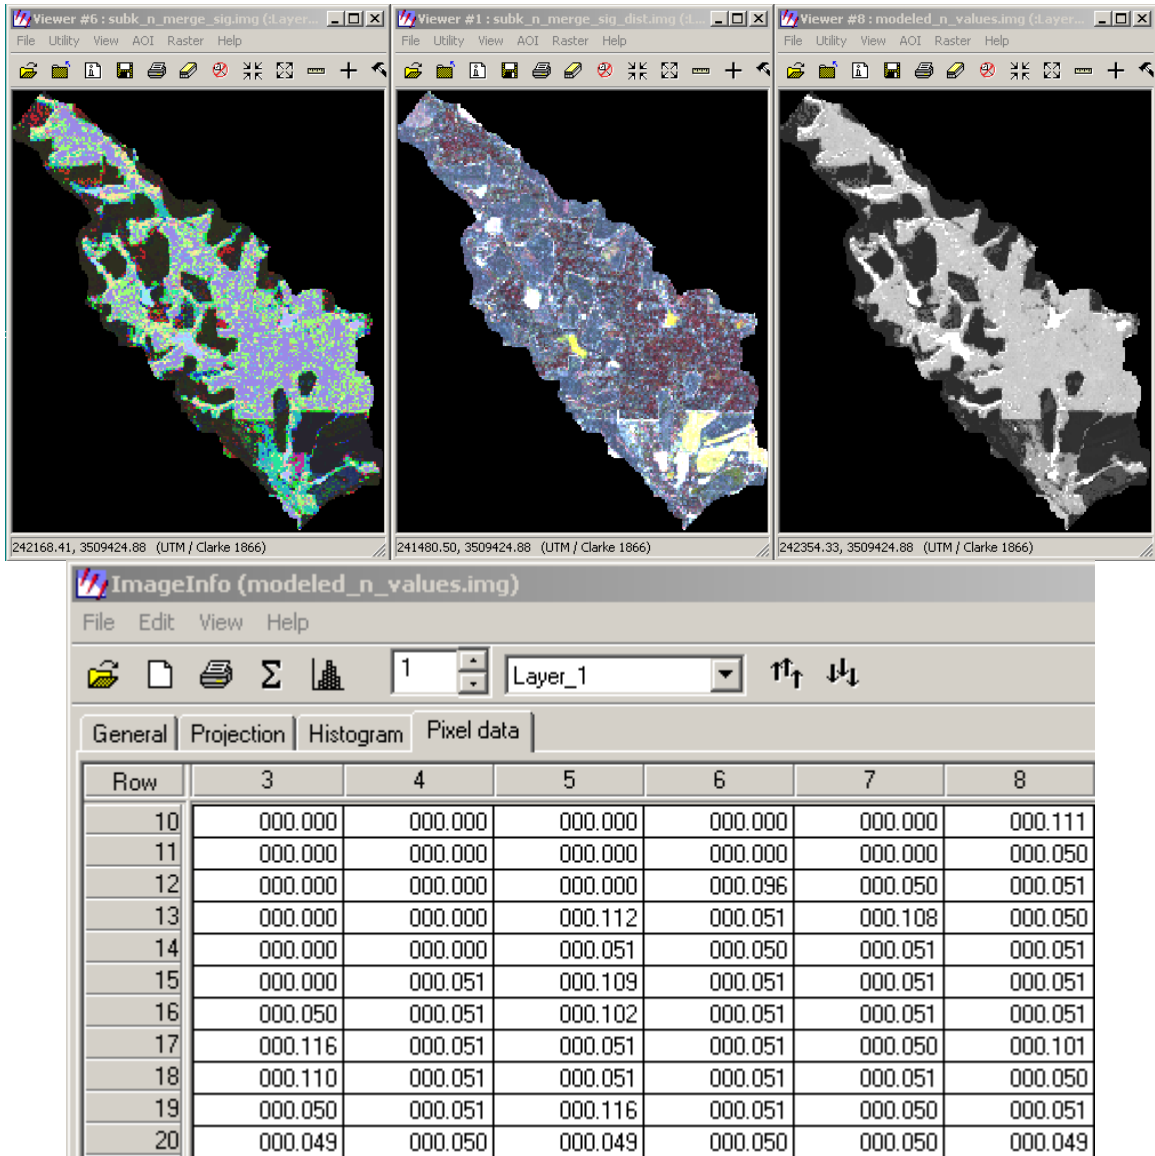 Viewer #6 : subk_n_merge_sig.img (:Layer...
File Utility View AOI Raster Help
242168.41, 3509424.88 (UTM / Clarke 1866)
Viewer #1 : subk_n_merge_sig_dist.img (:L...
File Utility View AOI Raster Help
241480.50, 3509424.88 (UTM / Clarke 1866)
Viewer #8 : modeled_n_values.img (:Layer...
File Utility View AOI Raster Help
242354.33, 3509424.88 (UTM / Clarke 1866)
ImageInfo (modeled_n_values.img)
File Edit View Help
Σ 1 Layer_1
General Projection Histogram Pixel data
Row 3 4 5 6 7 8
10 000.000 000.000 000.000 000.000 000.000 000.111
11 000.000 000.000 000.000 000.000 000.000 000.050
12 000.000 000.000 000.000 000.096 000.050 000.051
13 000.000 000.000 000.112 000.051 000.108 000.050
14 000.000 000.000 000.051 000.050 000.051 000.051
15 000.000 000.051 000.109 000.051 000.051 000.051
16 000.050 000.051 000.102 000.051 000.051 000.051
17 000.116 000.051 000.051 000.051 000.050 000.101
18 000.110 000.051 000.051 000.051 000.051 000.050
19 000.050 000.051 000.116 000.051 000.050 000.051
20 000.049 000.050 000.049 000.050 000.050 000.049